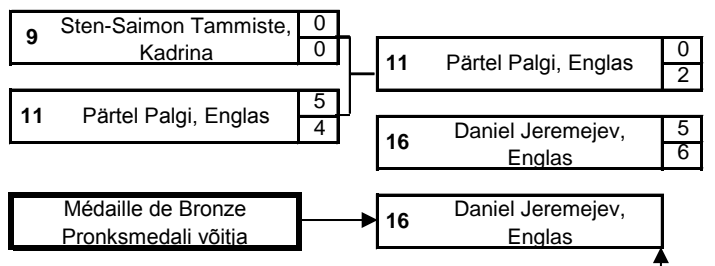 9 Sten-Saimon Tammiste, 0
Kadrina 0
11 Pärtel Palgi, Englas 5
4
11 Pärtel Palgi, Englas 0
2
16 Daniel Jeremejev, 5
Englas 6
Médaille de Bronze
Pronksmedali võitja
16 Daniel Jeremejev,
Englas